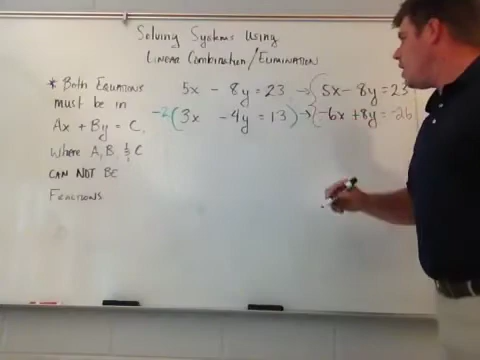 Solving Systems Using
Linear Combination/Elimination
* Both Equations
must be in
Ax + By = C,
where A, B, & C
CAN NOT BE
Fractions
5x - 8y = 23 → (5x - 8y = 23
-2(3x - 4y = 13) → (-6x + 8y = -26